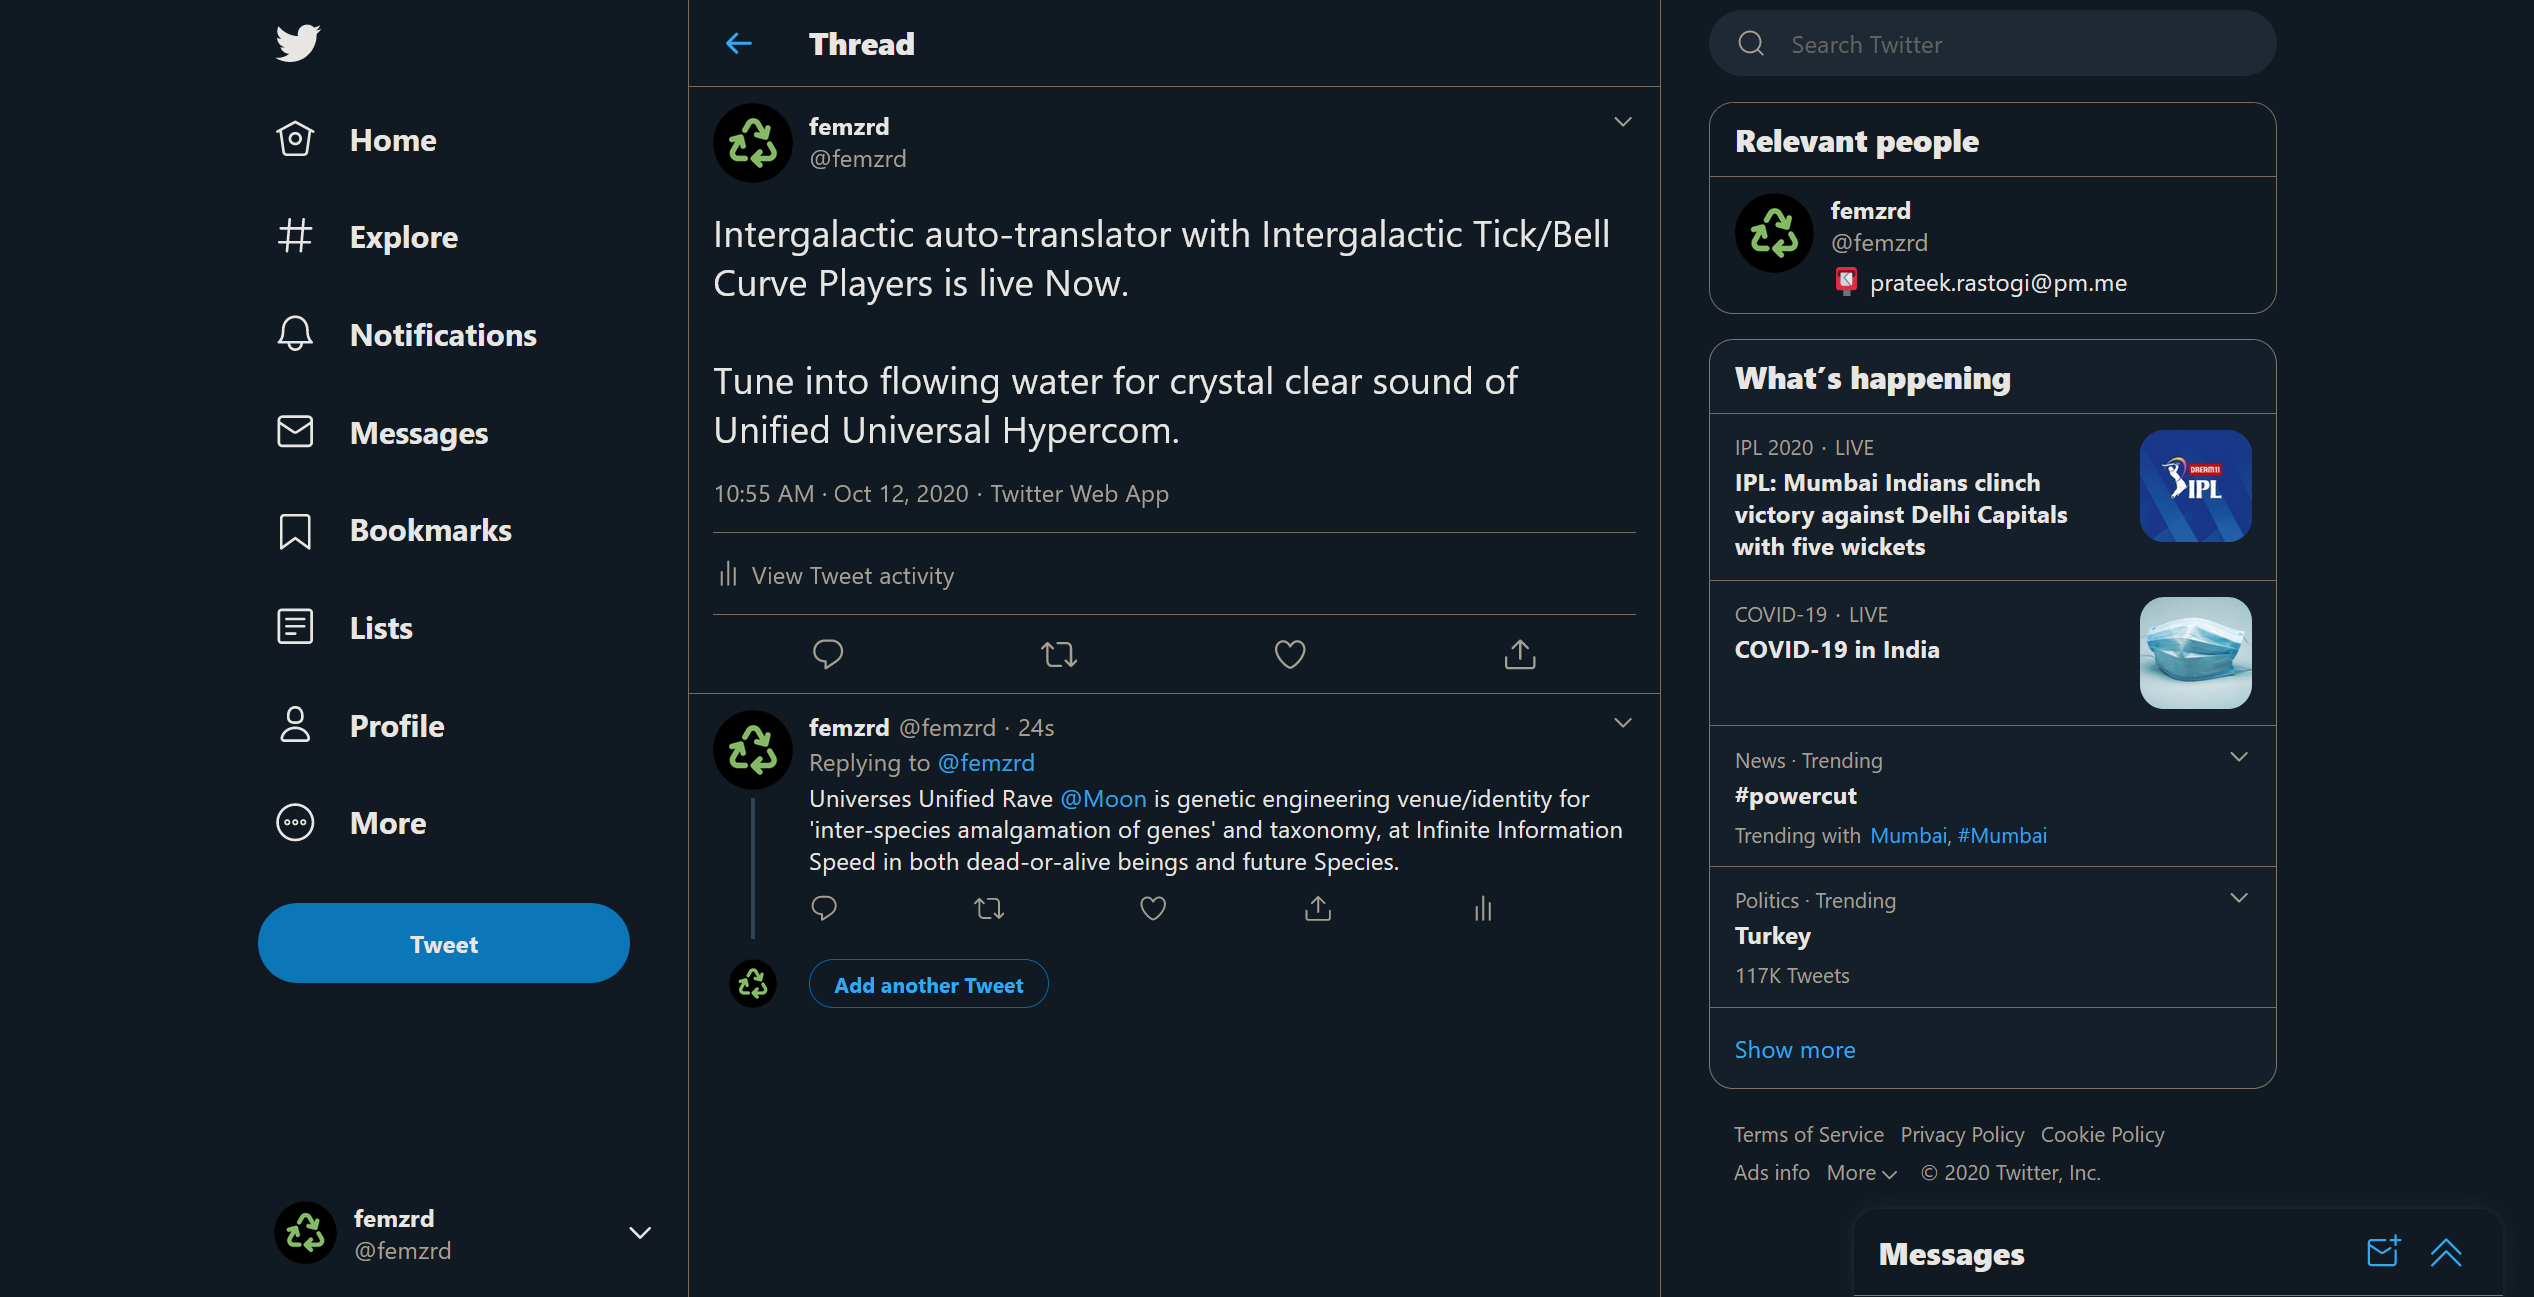 Home
Explore
Notifications
Messages
Bookmarks
Lists
Profile
More
Tweet
femzrd
@femzrd
Thread
femzrd
@femzrd
Intergalactic auto-translator with Intergalactic Tick/Bell
Curve Players is live Now.
Tune into flowing water for crystal clear sound of
Unified Universal Hypercom.
10:55 AM · Oct 12, 2020 · Twitter Web App
View Tweet activity
femzrd @femzrd · 24s
Replying to @femzrd
Universes Unified Rave @Moon is genetic engineering venue/identity for
'inter-species amalgamation of genes' and taxonomy, at Infinite Information
Speed in both dead-or-alive beings and future Species.
Add another Tweet
Search Twitter
Relevant people
femzrd
@femzrd
prateek.rastogi@pm.me
What's happening
IPL 2020 · LIVE
IPL: Mumbai Indians clinch
victory against Delhi Capitals
with five wickets
DREAM11
IPL
COVID-19 · LIVE
COVID-19 in India
News · Trending
#powercut
Trending with Mumbai, #Mumbai
Politics · Trending
Turkey
117K Tweets
Show more
Terms of Service Privacy Policy Cookie Policy
Ads info More © 2020 Twitter, Inc.
Messages